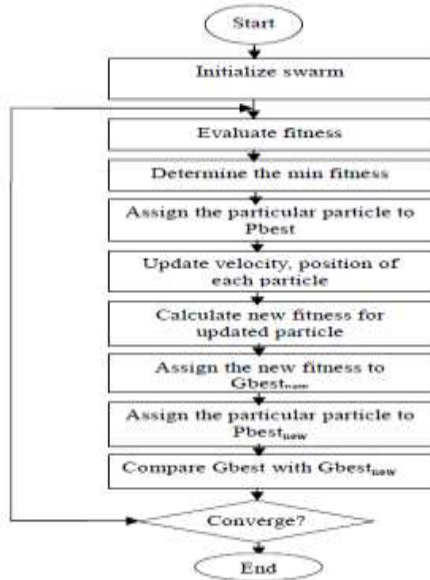 Start
Initialize swarm
Evaluate fitness
Determine the min fitness
Assign the particular particle to
Pbest
Update velocity, position of
each particle
Calculate new fitness for
updated particle
Assign the new fitness to
Gbestnew
Assign the particular particle to
Pbestnew
Compare Gbest with Gbestnew
Converge?
End